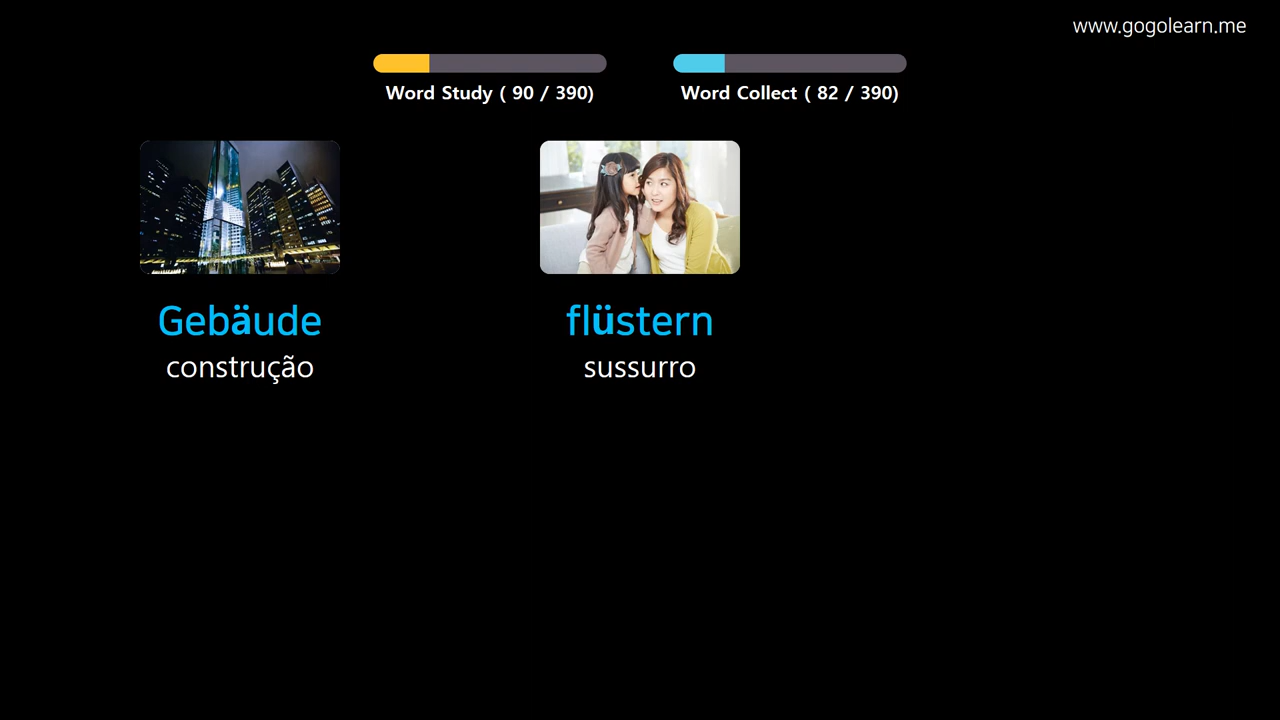 www.gogolearn.me
Word Study ( 90 / 390)
Word Collect ( 82 / 390)
Gebäude
flüstern
construção
sussurro